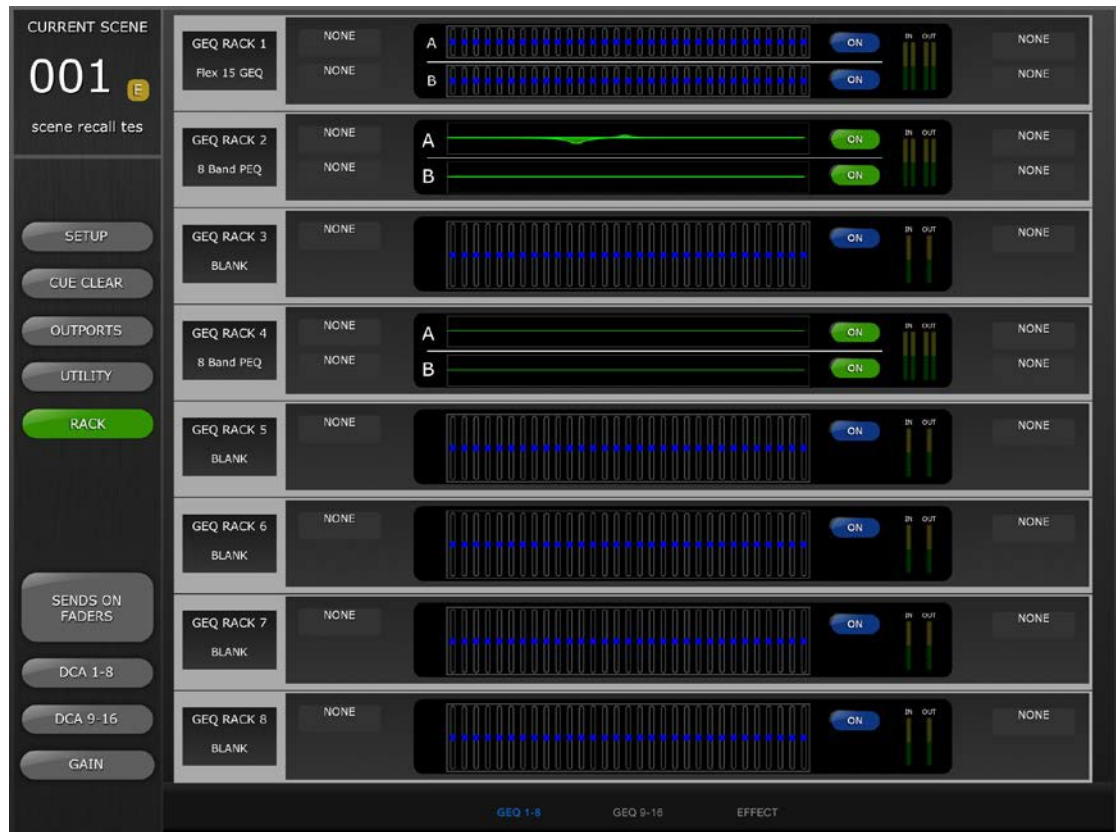 CURRENT SCENE
001 E
scene recall tes
SETUP
CUE CLEAR
OUTPORTS
UTILITY
RACK
SENDS ON
FADERS
DCA 1-8
DCA 9-16
GAIN
GEQ RACK 1
Flex 15 GEQ
NONE
NONE
A
B
ON
ON
IN OUT
NONE
NONE
GEQ RACK 2
8 Band PEQ
NONE
NONE
A
B
ON
ON
IN OUT
NONE
NONE
GEQ RACK 3
BLANK
NONE
ON
IN OUT
NONE
GEQ RACK 4
8 Band PEQ
NONE
NONE
A
B
ON
ON
IN OUT
NONE
NONE
GEQ RACK 5
BLANK
NONE
ON
IN OUT
NONE
GEQ RACK 6
BLANK
NONE
ON
IN OUT
NONE
GEQ RACK 7
BLANK
NONE
ON
IN OUT
NONE
GEQ RACK 8
BLANK
NONE
ON
IN OUT
NONE
GEQ 1-8 GEQ 9-16 EFFECT